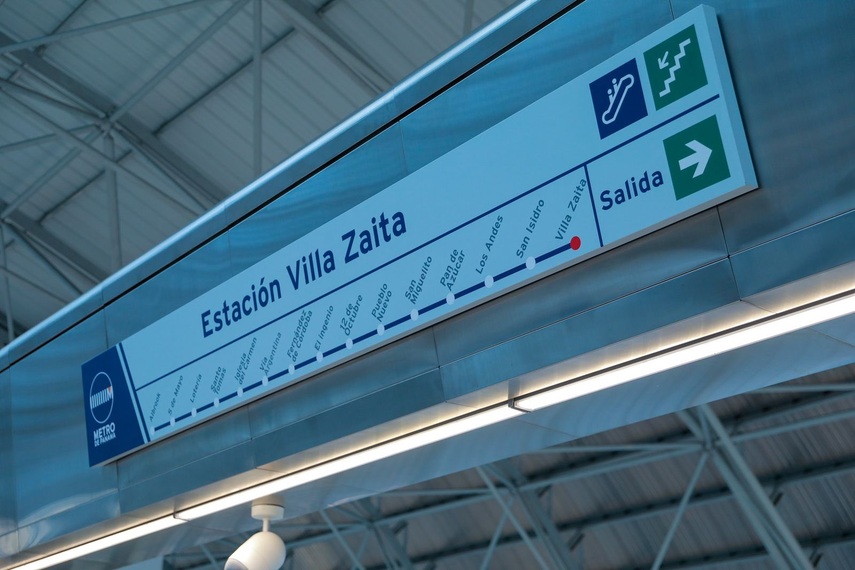 Estación Villa Zaita
Albrook
5 de Mayo
Lotería
Santo
Tomás
Iglesia
del Carmen
Vía
Argentina
Fernández
de Córdoba
El Ingenio
12 de
Octubre
Pueblo
Nuevo
San
Miguelito
Pan de
Azúcar
Los Andes
San Isidro
Villa Zaita
Salida
METRO
DE PANAMÁ